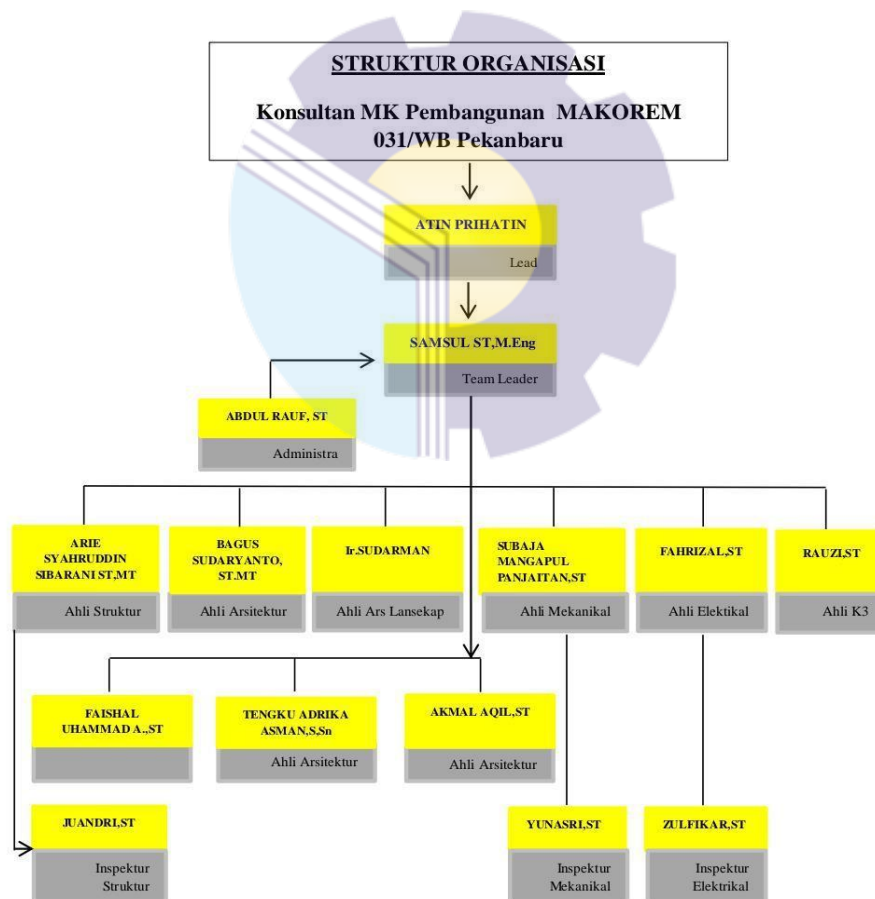 STRUKTUR ORGANISASI
Konsultan MK Pembangunan MAKOREM
031/WB Pekanbaru
ATIN PRIHATIN
Lead
SAMSUL ST,M.Eng
Team Leader
ABDUL RAUF, ST
Administra
ARIE
SYAHRUDDIN
SIBARANI ST,MT
Ahli Struktur
BAGUS
SUDARYANTO,
ST.MT
Ahli Arsitektur
Ir.SUDARMAN
Ahli Ars Lansekap
SUBAJA
MANGAPUL
PANJAITAN,ST
Ahli Mekanikal
FAHRIZAL,ST
Ahli Elektikal
RAUZI,ST
Ahli K3
FAISHAL
UHAMMAD A.,ST
TENGKU ADRIKA
ASMAN,S,Sn
Ahli Arsitektur
AKMAL AQIL,ST
Ahli Arsitektur
JUANDRI,ST
Inspektur
Struktur
YUNASRI,ST
Inspektur
Mekanikal
ZULFIKAR,ST
Inspektur
Elektrikal